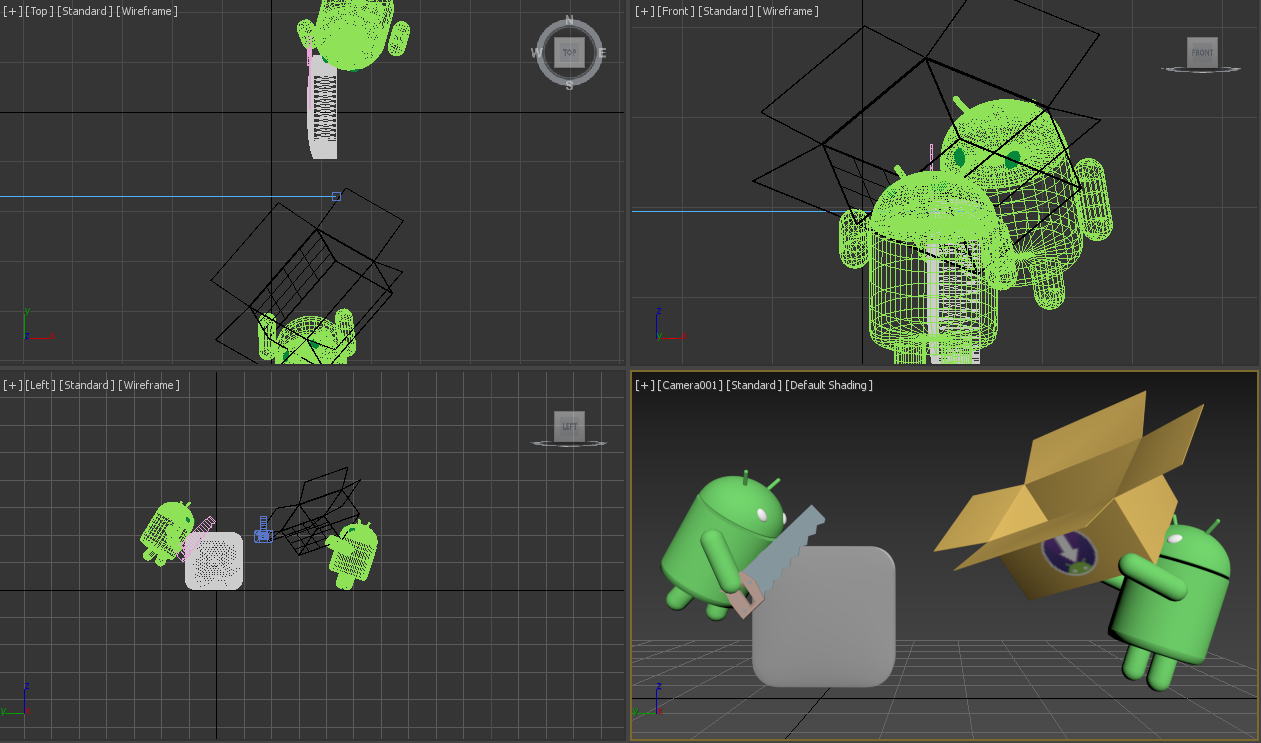 [+] [Top] [Standard] [Wireframe]
N
W TOP E
S
y
z x
[+] [Front] [Standard] [Wireframe]
FRONT
z
y x
[+] [Left] [Standard] [Wireframe]
LEFT
z
y x
[+] [Camera001] [Standard] [Default Shading]
z
y x